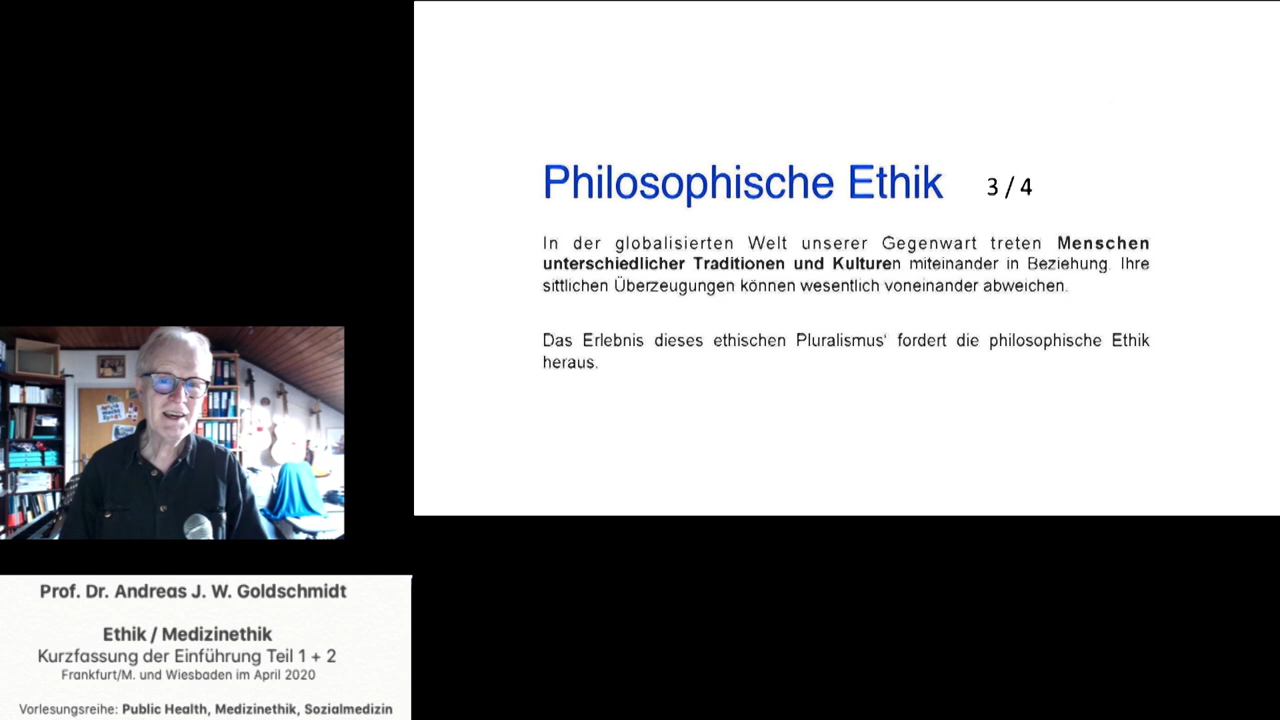 Philosophische Ethik 3 / 4
In der globalisierten Welt unserer Gegenwart treten Menschen
unterschiedlicher Traditionen und Kulturen miteinander in Beziehung. Ihre
sittlichen Überzeugungen können wesentlich voneinander abweichen.
Das Erlebnis dieses ethischen Pluralismus‘ fordert die philosophische Ethik
heraus.
Prof. Dr. Andreas J. W. Goldschmidt
Ethik / Medizinethik
Kurzfassung der Einführung Teil 1 + 2
Frankfurt/M. und Wiesbaden im April 2020
Vorlesungsreihe: Public Health, Medizinethik, Sozialmedizin